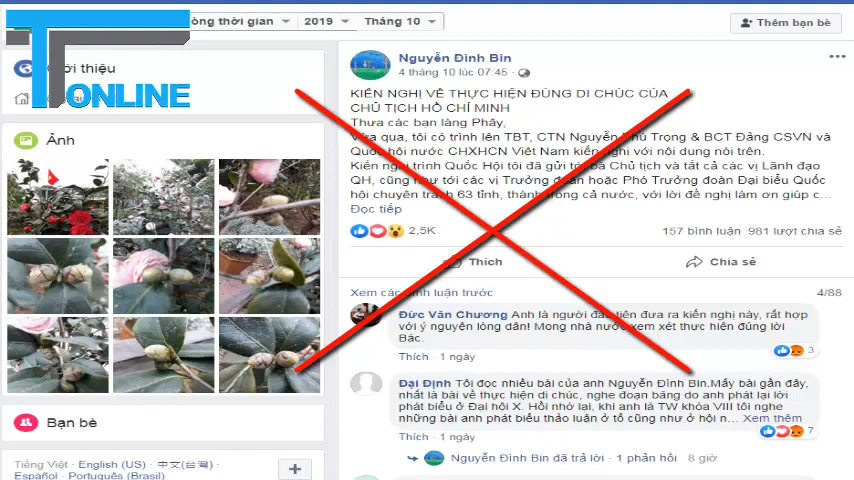 T ONLINE
òng thời gian
2019
Tháng 10
Thêm bạn bè
Giới thiệu
Ảnh
Nguyễn Đình Bin
4 tháng 10 lúc 07:45 ·
KIẾN NGHỊ VỀ THỰC HIỆN ĐÚNG DI CHÚC CỦA
CHỦ TỊCH HỒ CHÍ MINH
Thưa các bạn làng Phây,
Vừa qua, tôi có trình lên TBT, CTN Nguyễn Phú Trọng & BCT Đảng CSVN và
Quốc hội nước CHXHCN Việt Nam kiến nghị với nội dung nói trên.
Kiến nghị trình Quốc Hội tôi đã gửi tới bà Chủ tịch và tất cả các vị Lãnh đạo
QH, cũng như tới các vị Trưởng đoàn hoặc Phó Trưởng đoàn Đại biểu Quốc
hội chuyên trách 63 tỉnh, thành trong cả nước, với lời đề nghị làm ơn giúp c...
Đọc tiếp
2,5K
157 bình luận 981 lượt chia sẻ
Thích
Chia sẻ
Xem các bình luận trước
4/88
Đức Văn Chương Anh là người đầu tiên đưa ra kiến nghị này, rất hợp
với ý nguyện lòng dân! Mong nhà nước xem xét thực hiện đúng lời
Bác.
3
Thích · 1 ngày
Đại Định Tôi đọc nhiều bài của anh Nguyễn Đình Bin.Mấy bài gần đây,
nhất là bài về thực hiện di chúc, nghe đoạn băng do anh phát lại lời
phát biểu ở Đại hội X. Hồi nhớ lại, khi anh là TW khóa VIII tôi nghe
những bài anh phát biểu thảo luận ở tổ cũng như ở hội n... Xem thêm
7
Thích · 1 ngày
Nguyễn Đình Bin đã trả lời · 1 phản hồi 8 giờ
Bạn bè
Tiếng Việt · English (US) · 中文(台灣) ·
Español · Português (Brasil)
+